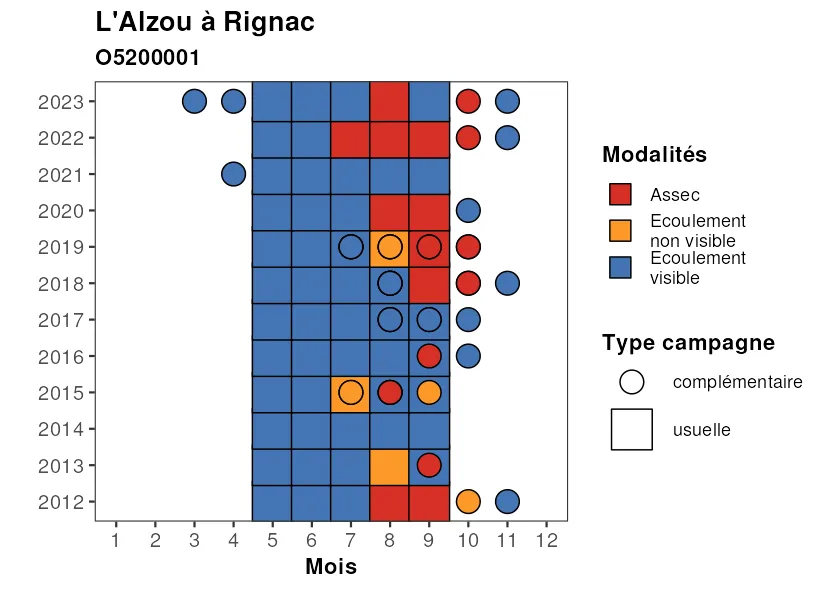 L'Alzou à Rignac
O5200001
2023
2022
2021
2020
2019
2018
2017
2016
2015
2014
2013
2012
1 2 3 4 5 6 7 8 9 10 11 12
Mois
Modalités
Assec
Ecoulement
non visible
Ecoulement
visible
Type campagne
complémentaire
usuelle